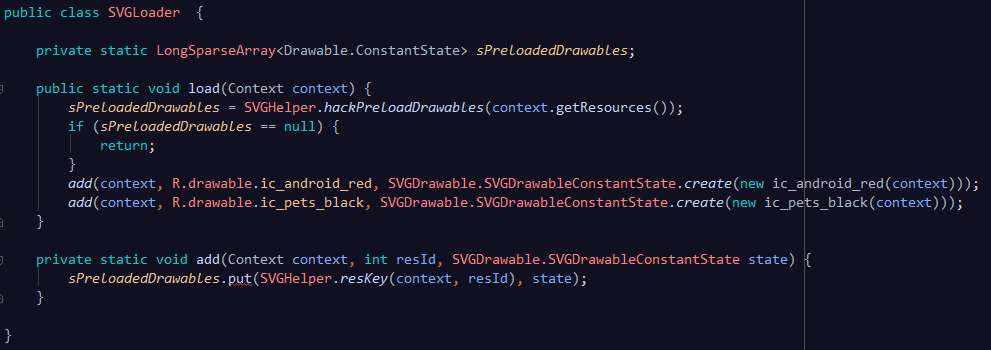 public class SVGLoader  {
private static LongSparseArray<Drawable.ConstantState> sPreloadedDrawables;
public static void load(Context context) {
sPreloadedDrawables = SVGHelper.hackPreloadDrawables(context.getResources());
if (sPreloadedDrawables == null) {
return;
}
add(context, R.drawable.ic_android_red, SVGDrawable.SVGDrawableConstantState.create(new ic_android_red(context)));
add(context, R.drawable.ic_pets_black, SVGDrawable.SVGDrawableConstantState.create(new ic_pets_black(context)));
}
private static void add(Context context, int resId, SVGDrawable.SVGDrawableConstantState state) {
sPreloadedDrawables.put(SVGHelper.resKey(context, resId), state);
}
}